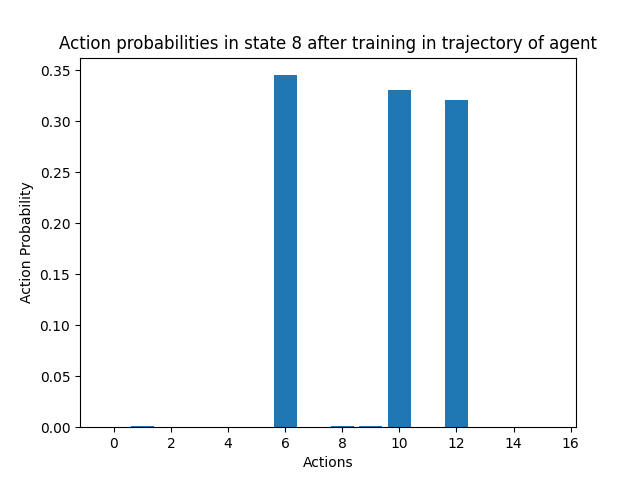 Action probabilities in state 8 after training in trajectory of agent
0.35
0.30
0.25
0.20
0.15
0.10
0.05
0.00
Action Probability
0 2 4 6 8 10 12 14 16
Actions